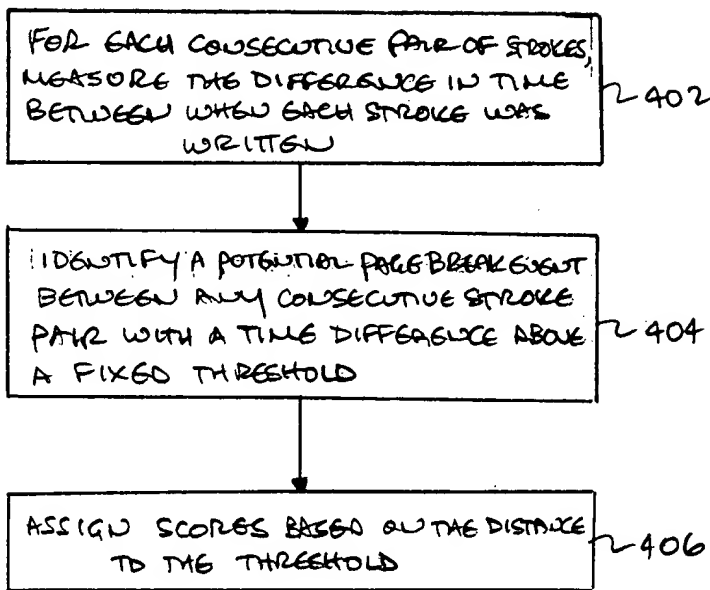 FOR EACH CONSECUTIVE PAIR OF STROKES,
MEASURE THE DIFFERENCE IN TIME
BETWEEN WHEN EACH STROKE WAS
WRITTEN
402
IDENTIFY A POTENTIAL PAGE BREAK EVENT
BETWEEN ANY CONSECUTIVE STROKE
PAIR WITH A TIME DIFFERENCE ABOVE
A FIXED THRESHOLD
404
ASSIGN SCORES BASED ON THE DISTANCE
TO THE THRESHOLD
406